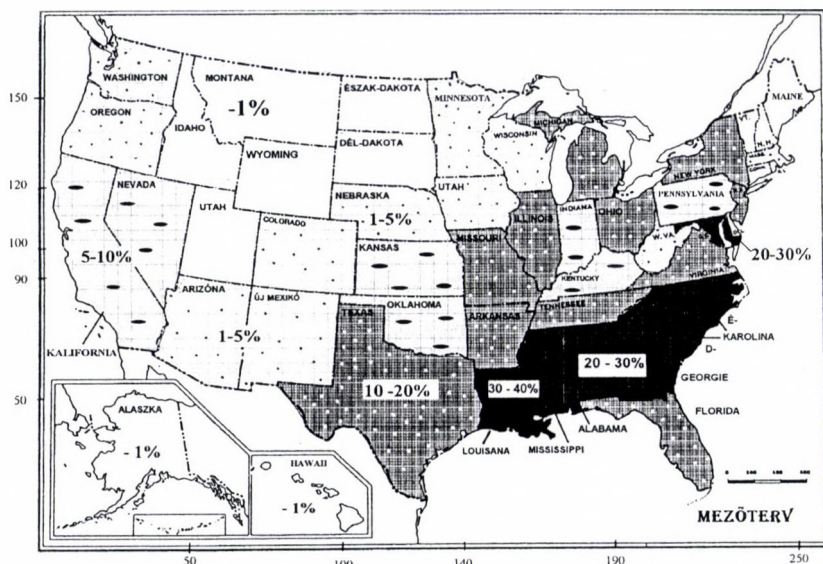 WASHINGTON
MONTANA
ÉSZAK-DAKOTA
MINNESOTA
MAINE
150
-1%
OREGON
IDAHO
MICHIGAN
WISCONSIN
VT.
N. H.
DÉL-DAKOTA
WYOMING
NEW YORK
120
NEVADA
NEBRASKA
UTAH
PENNSYLVANIA
UTAH
1-5%
ILLINOIS
INDIANA
OHIO
COLORADO
100
MISSOURI
W. VA.
5-10%
KANSAS
20-30%
90
KENTUCKY
VIRGINIA
ARIZÓNA
ÚJ MEXIKÓ
OKLAHOMA
TENNESSEE
TEXAS
ARKANSAS
É-
KAROLINA
1-5%
KALIFORNIA
D-
20 - 30%
GEORGIE
10 -20%
30 - 40%
ALASZKA
50
FLORIDA
ALABAMA
LOUISANA
MISSISSIPPI
- 1%
HAWAII
- 1%
MEZŐTERV
50
100
140
190
250